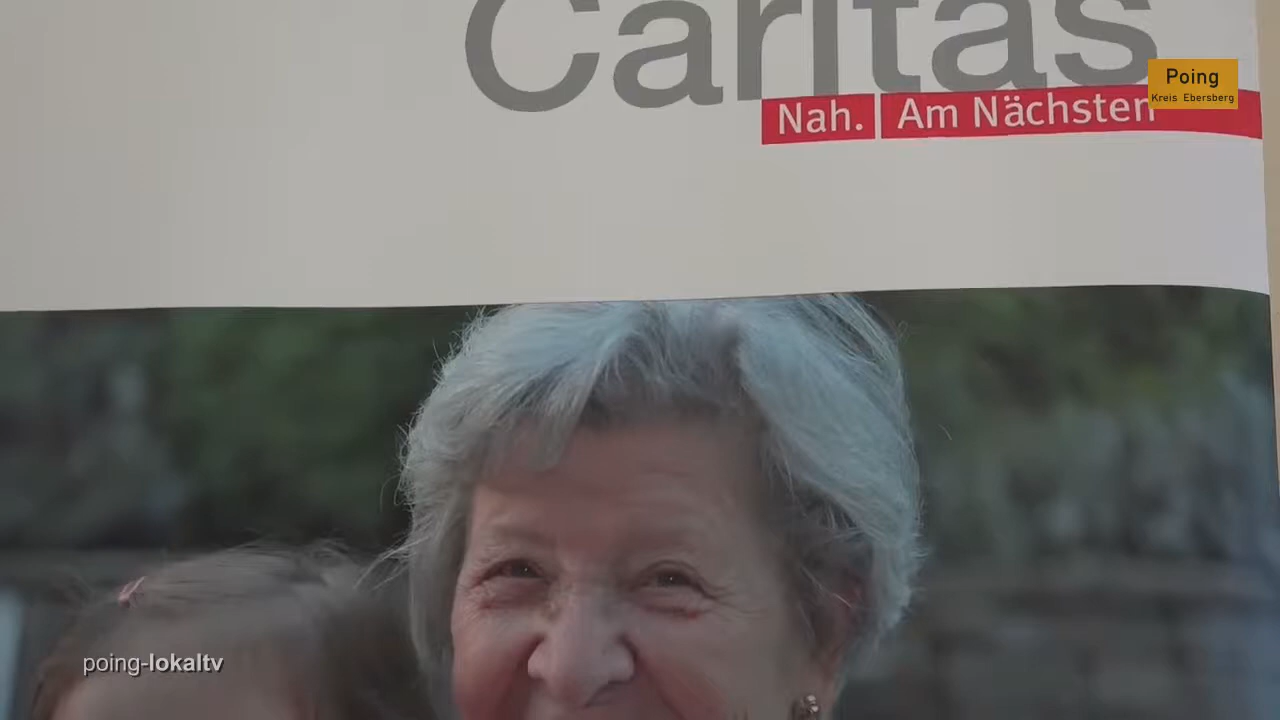 Caritas
Nah. Am Nächsten
Poing
Kreis Ebersberg
poing-lokaltv